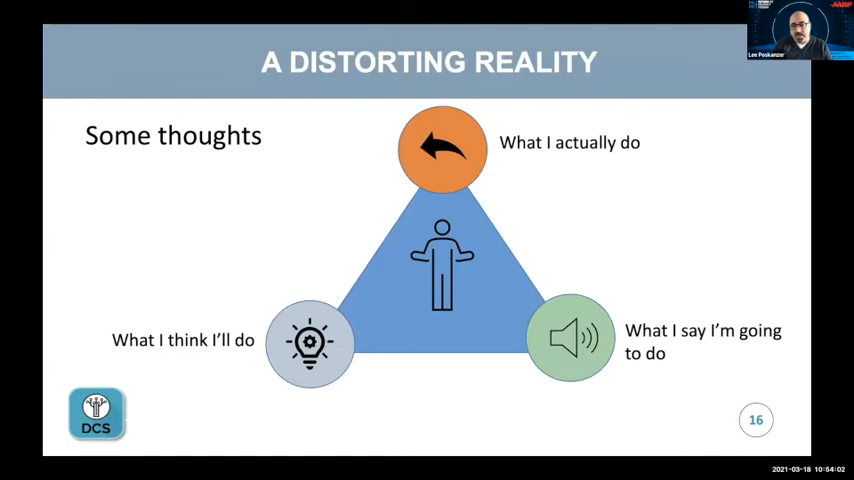 A DISTORTING REALITY
AARP
Lee Poskanzer
Some thoughts
What I actually do
What I think I'll do
What I say I'm going
to do
DCS
16
2021-03-18 10:54:02